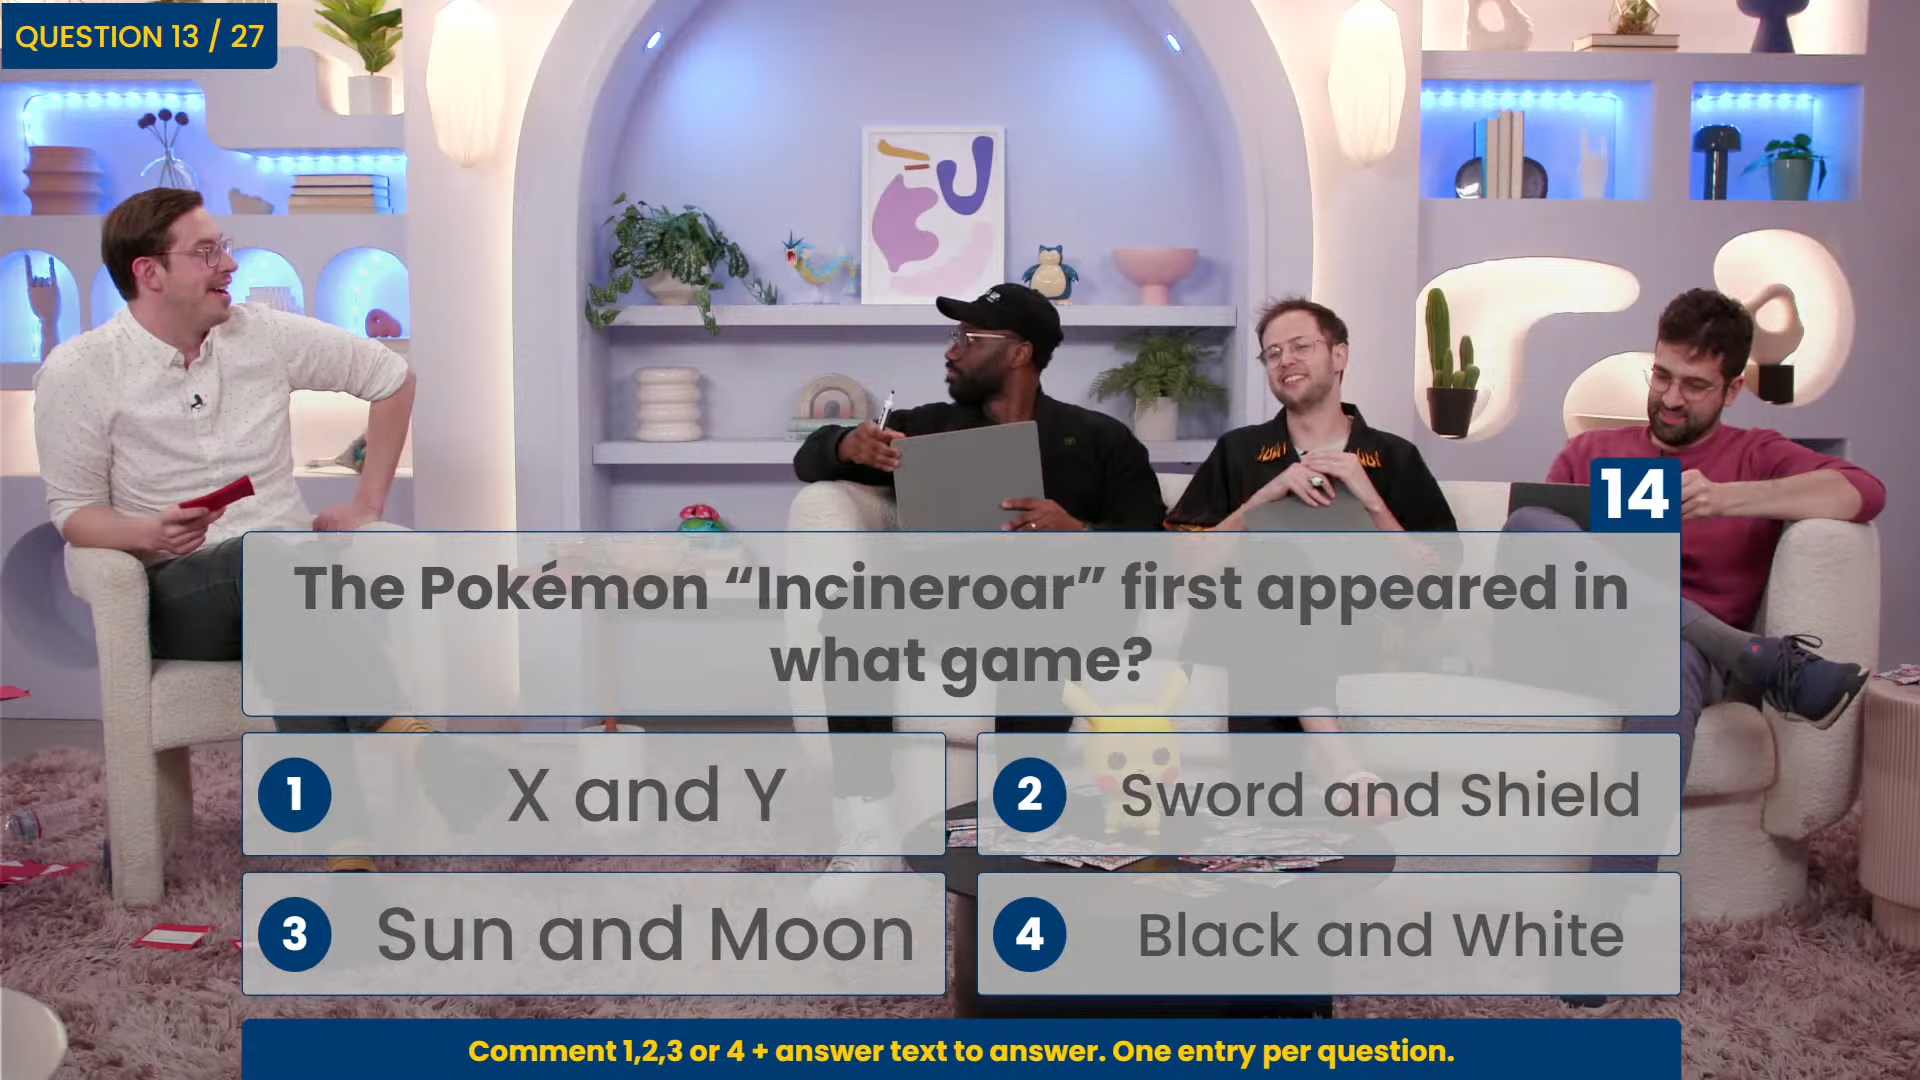 QUESTION 13 / 27
14
The Pokémon “Incineroar” first appeared in
what game?
1 X and Y
2 Sword and Shield
3 Sun and Moon
4 Black and White
Comment 1,2,3 or 4 + answer text to answer. One entry per question.